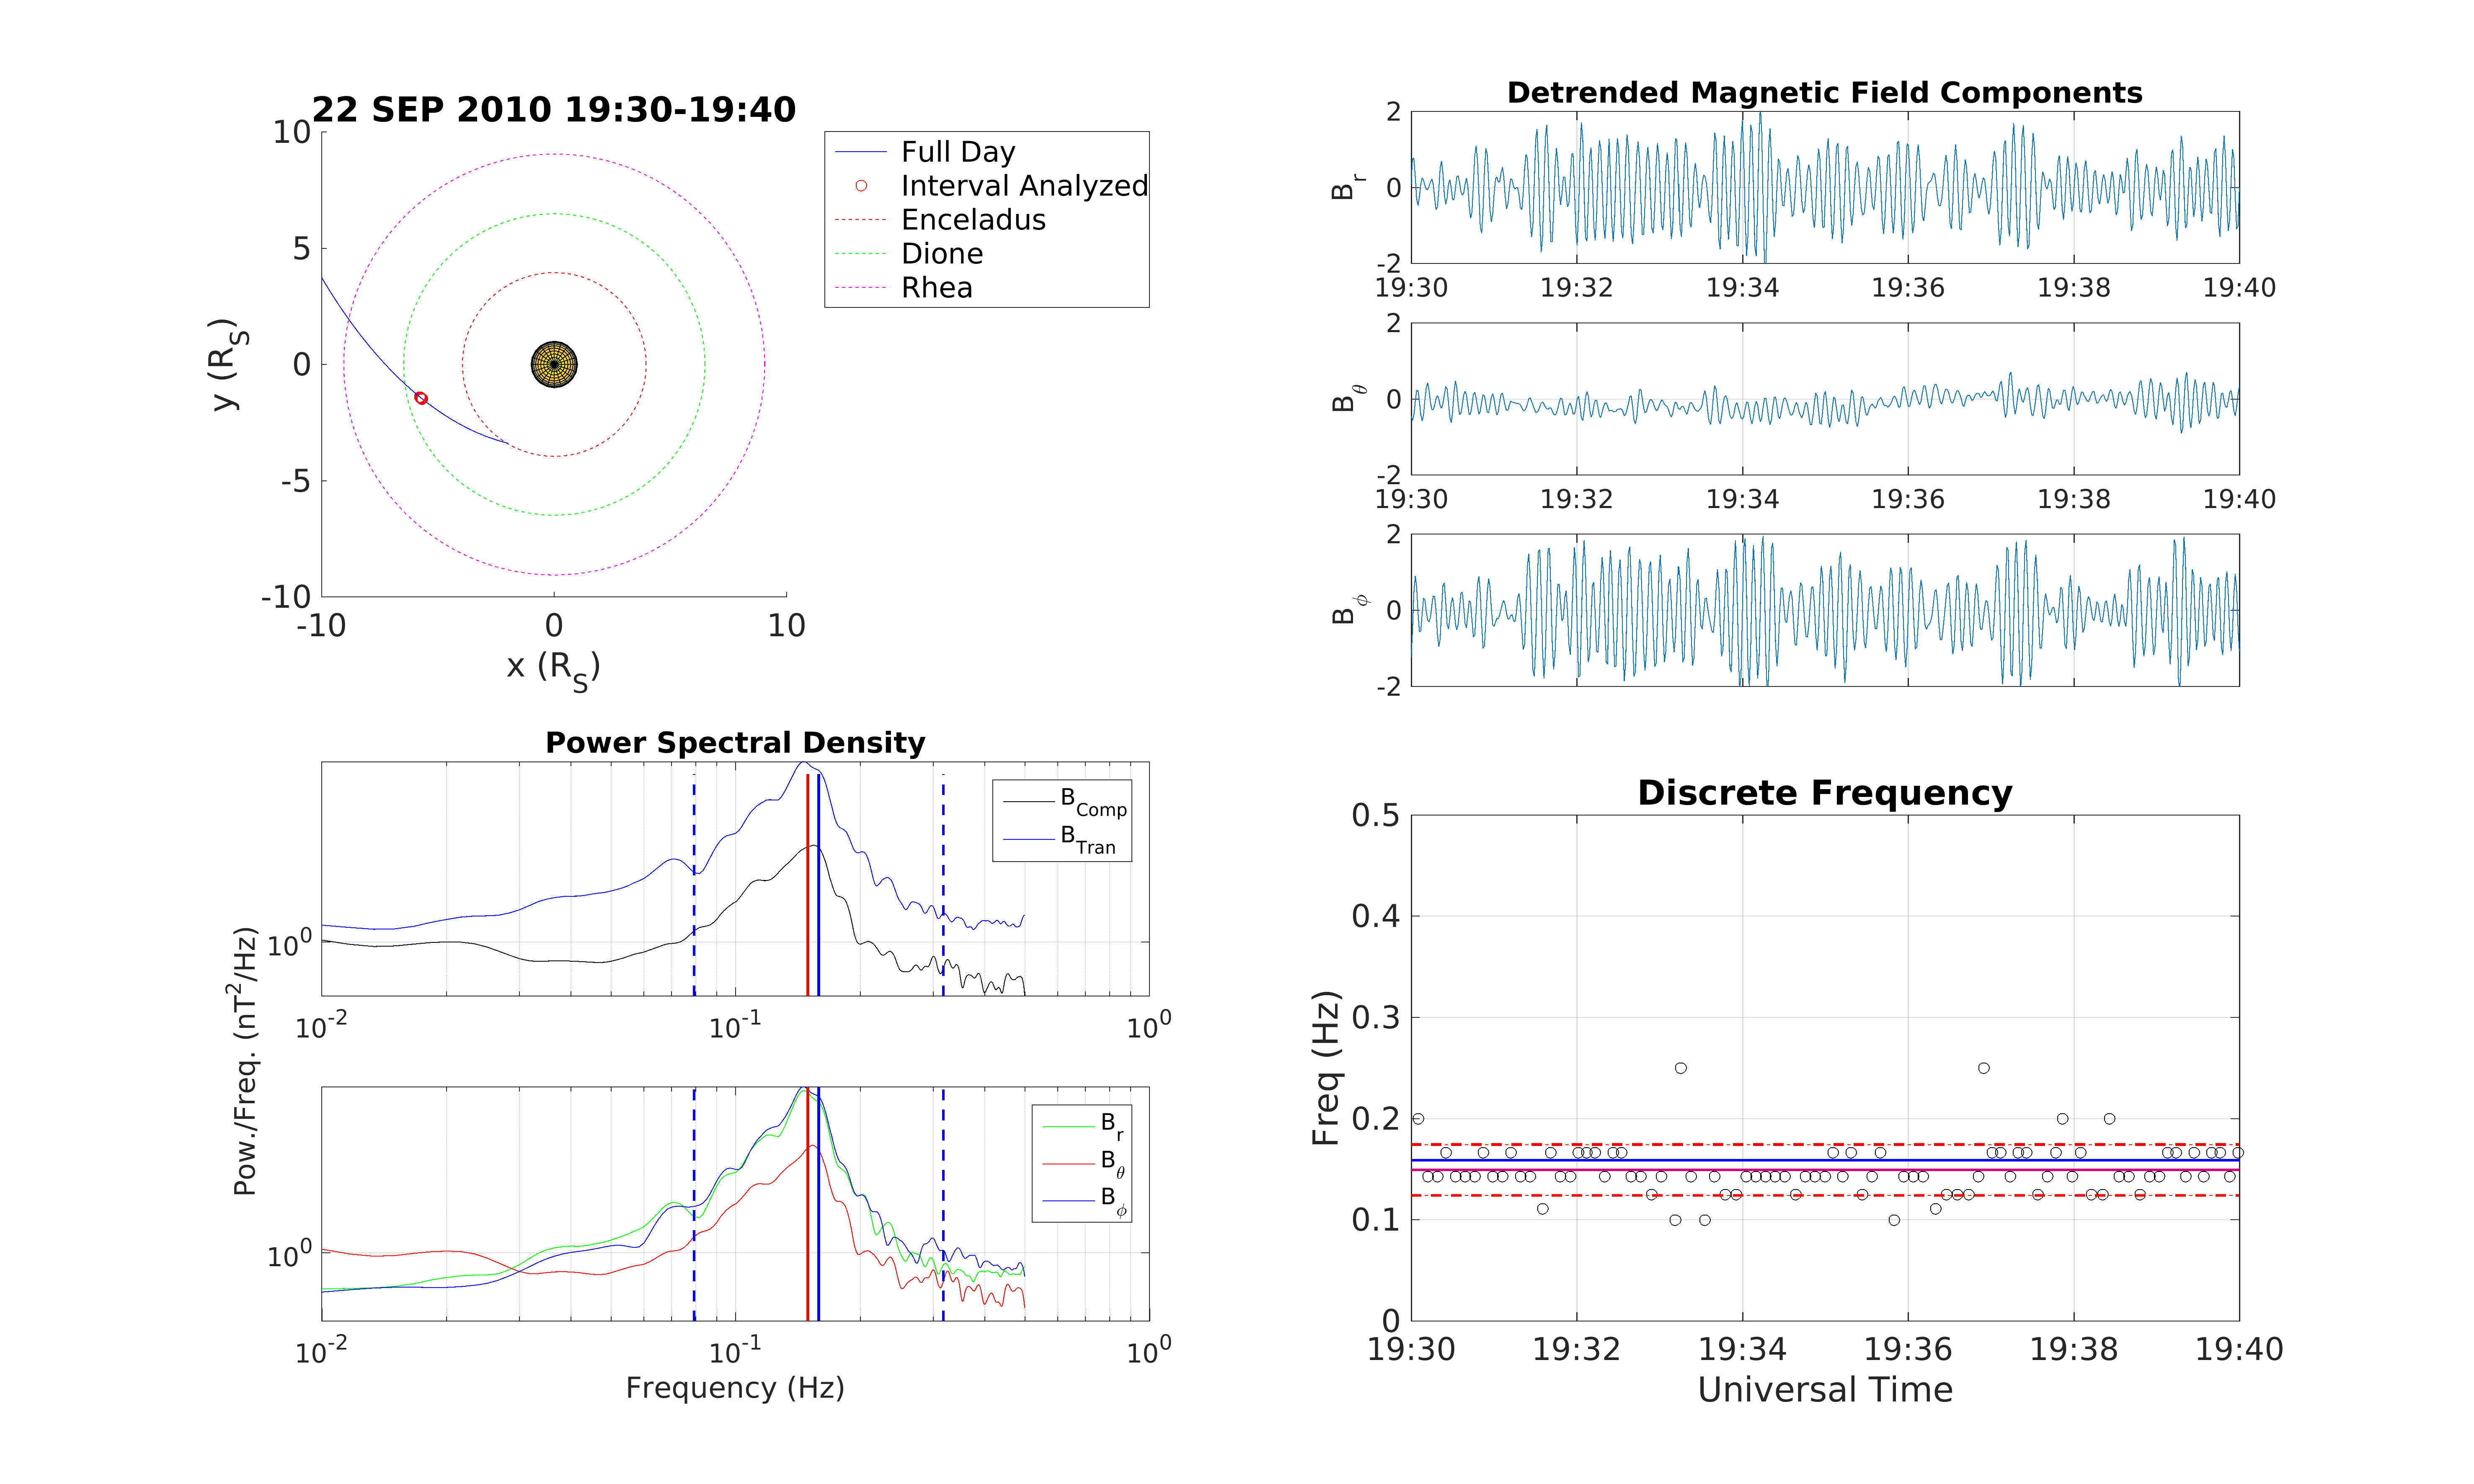 22 SEP 2010 19:30-19:40
10
5
0
-5
-10
-10 0 10
y (R_S)
x (R_S)
Full Day
Interval Analyzed
Enceladus
Dione
Rhea
Detrended Magnetic Field Components
B_r
2
0
-2
19:30 19:32 19:34 19:36 19:38 19:40
B_θ
2
0
-2
19:30 19:32 19:34 19:36 19:38 19:40
B_ϕ
2
0
-2
Power Spectral Density
B_Comp
B_Tran
10^0
10^-2 10^-1 10^0
Pow./Freq. (nT^2/Hz)
B_r
B_θ
B_ϕ
10^0
10^-2 10^-1 10^0
Frequency (Hz)
Discrete Frequency
0.5
0.4
0.3
0.2
0.1
0
Freq (Hz)
19:30 19:32 19:34 19:36 19:38 19:40
Universal Time